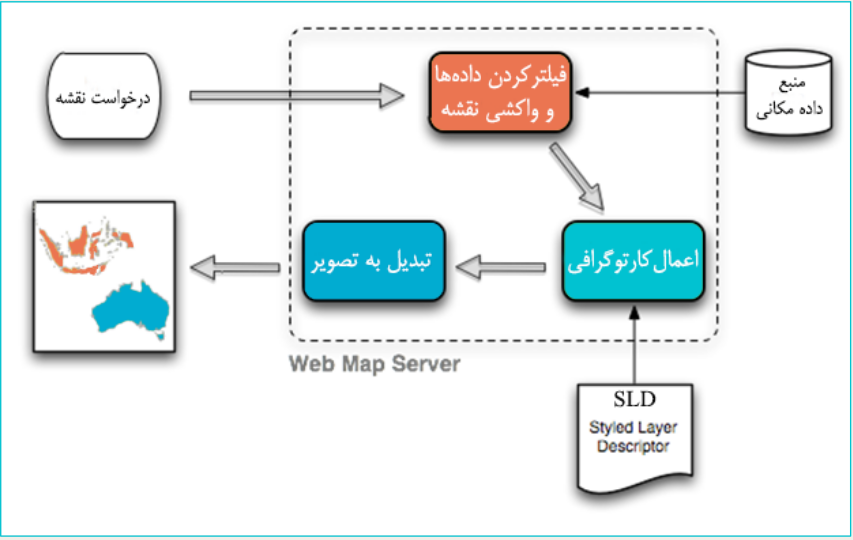 درخواست نقشه
فیلترکردن داده‌ها
و واکشی نقشه
منبع
داده مکانی
اعمال کارتوگرافی
تبدیل به تصویر
Web Map Server
SLD
Styled Layer
Descriptor